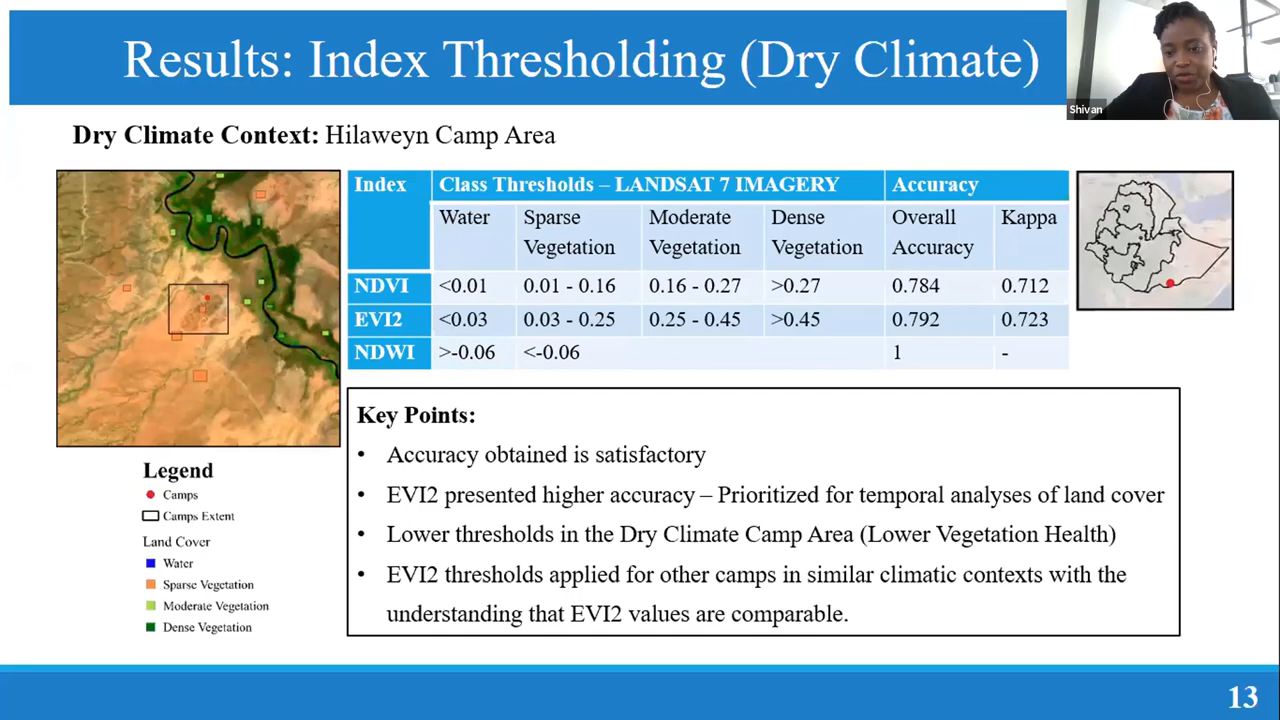 Results: Index Thresholding (Dry Climate)
Shivan
Dry Climate Context: Hilaweyn Camp Area
Index Class Thresholds – LANDSAT 7 IMAGERY Accuracy
Water Sparse Vegetation Moderate Vegetation Dense Vegetation Overall Accuracy Kappa
NDVI <0.01 0.01 - 0.16 0.16 - 0.27 >0.27 0.784 0.712
EVI2 <0.03 0.03 - 0.25 0.25 - 0.45 >0.45 0.792 0.723
NDWI >-0.06 <-0.06 1 -
Legend
Camps
Camps Extent
Land Cover
Water
Sparse Vegetation
Moderate Vegetation
Dense Vegetation
Key Points:
• Accuracy obtained is satisfactory
• EVI2 presented higher accuracy – Prioritized for temporal analyses of land cover
• Lower thresholds in the Dry Climate Camp Area (Lower Vegetation Health)
• EVI2 thresholds applied for other camps in similar climatic contexts with the
understanding that EVI2 values are comparable.
13